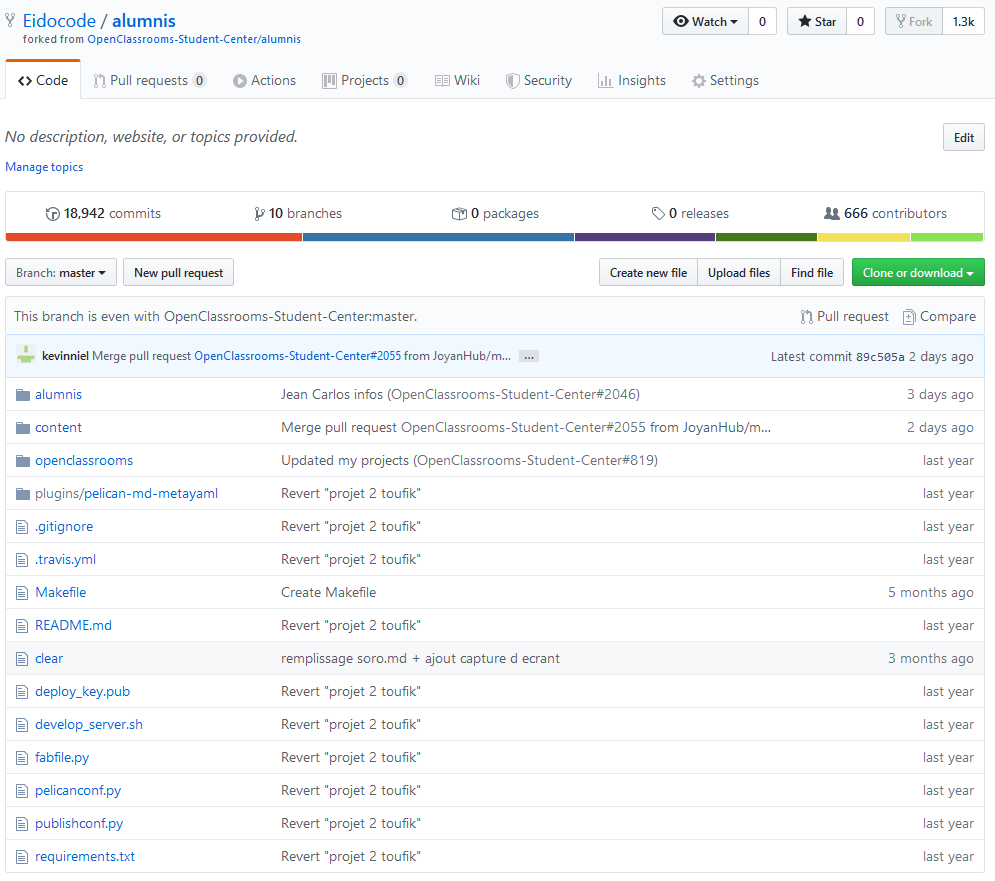 Eidocode / alumnis Watch 0 Star 0 Fork 1.3k
forked from OpenClassrooms-Student-Center/alumnis
Code Pull requests 0 Actions Projects 0 Wiki Security Insights Settings
No description, website, or topics provided. Edit
Manage topics
18,942 commits 10 branches 0 packages 0 releases 666 contributors
Branch: master New pull request Create new file Upload files Find file Clone or download
This branch is even with OpenClassrooms-Student-Center:master. Pull request Compare
kevinniel Merge pull request OpenClassrooms-Student-Center#2055 from JoyanHub/m... ... Latest commit 89c505a 2 days ago
alumnis Jean Carlos infos (OpenClassrooms-Student-Center#2046) 3 days ago
content Merge pull request OpenClassrooms-Student-Center#2055 from JoyanHub/m... 2 days ago
openclassrooms Updated my projects (OpenClassrooms-Student-Center#819) last year
plugins/pelican-md-metayaml Revert "projet 2 toufik" last year
.gitignore Revert "projet 2 toufik" last year
.travis.yml Revert "projet 2 toufik" last year
Makefile Create Makefile 5 months ago
README.md Revert "projet 2 toufik" last year
clear remplissage soro.md + ajout capture d ecrant 3 months ago
deploy_key.pub Revert "projet 2 toufik" last year
develop_server.sh Revert "projet 2 toufik" last year
fabfile.py Revert "projet 2 toufik" last year
pelicanconf.py Revert "projet 2 toufik" last year
publishconf.py Revert "projet 2 toufik" last year
requirements.txt Revert "projet 2 toufik" last year